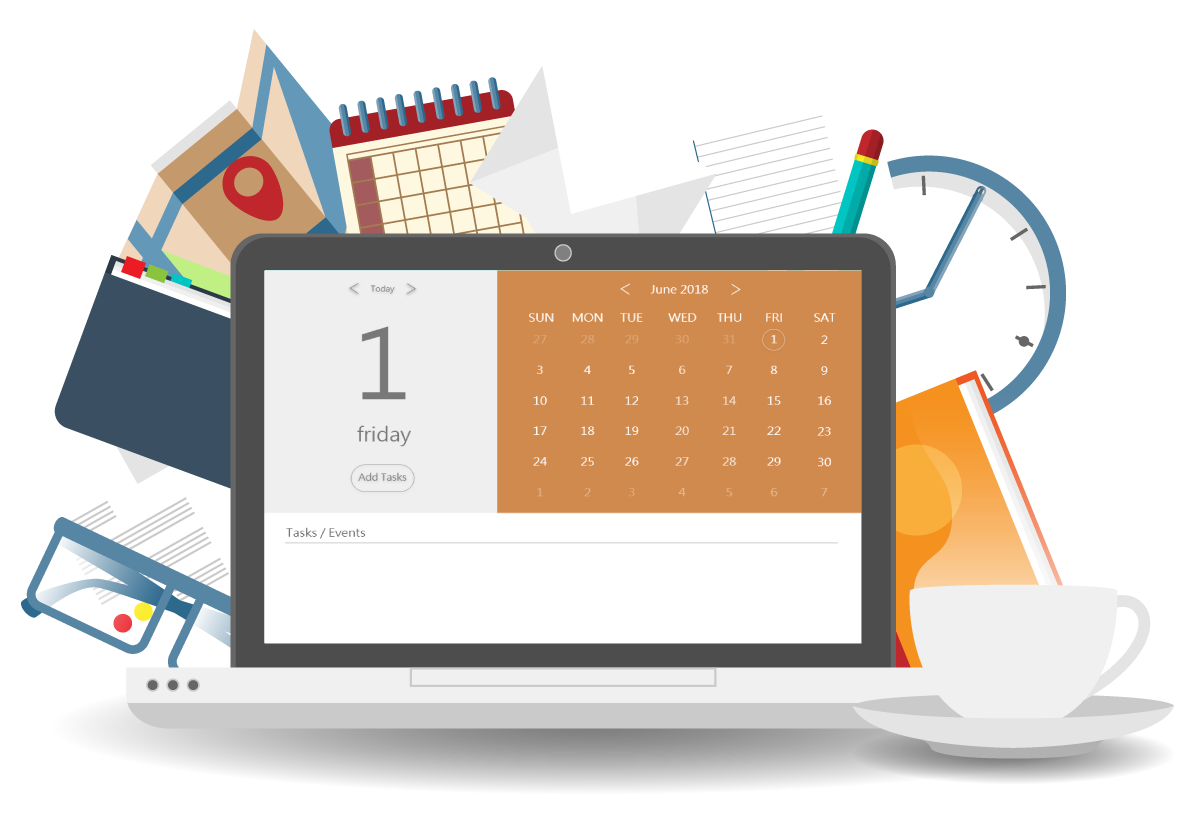 < Today >
1
friday
Add Tasks
< June 2018 >
SUN MON TUE WED THU FRI SAT
27 28 29 30 31 1 2
3 4 5 6 7 8 9
10 11 12 13 14 15 16
17 18 19 20 21 22 23
24 25 26 27 28 29 30
1 2 3 4 5 6 7
Tasks / Events